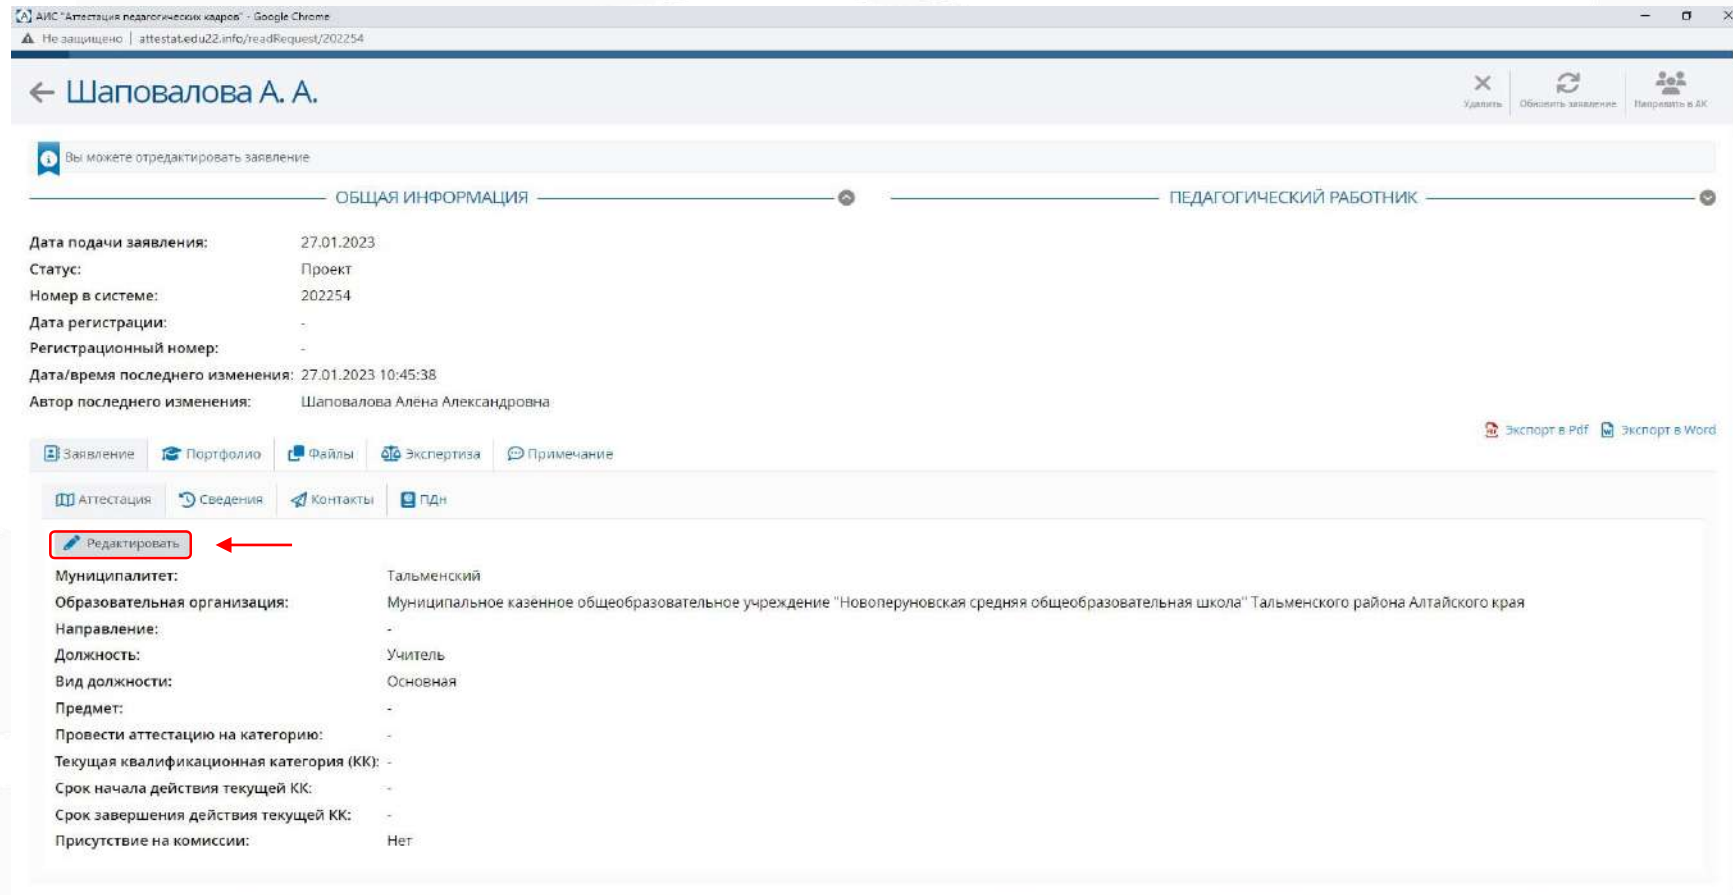 АИС "Аттестация педагогических кадров" - Google Chrome
Не защищено | attestat.edu22.info/readRequest/202254
Шаповалова А. А.
Удалить
Обновить заявление
Направить в АК
Вы можете отредактировать заявление
ОБЩАЯ ИНФОРМАЦИЯ
ПЕДАГОГИЧЕСКИЙ РАБОТНИК
Дата подачи заявления: 27.01.2023
Статус: Проект
Номер в системе: 202254
Дата регистрации: -
Регистрационный номер: -
Дата/время последнего изменения: 27.01.2023 10:45:38
Автор последнего изменения: Шаповалова Алёна Александровна
Экспорт в Pdf Экспорт в Word
Заявление Портфолио Файлы Экспертиза Примечание
Аттестация Сведения Контакты ПДн
Редактировать
Муниципалитет: Тальменский
Образовательная организация: Муниципальное казённое общеобразовательное учреждение "Новоперуновская средняя общеобразовательная школа" Тальменского района Алтайского края
Направление: -
Должность: Учитель
Вид должности: Основная
Предмет: -
Провести аттестацию на категорию: -
Текущая квалификационная категория (КК): -
Срок начала действия текущей КК: -
Срок завершения действия текущей КК: -
Присутствие на комиссии: Нет